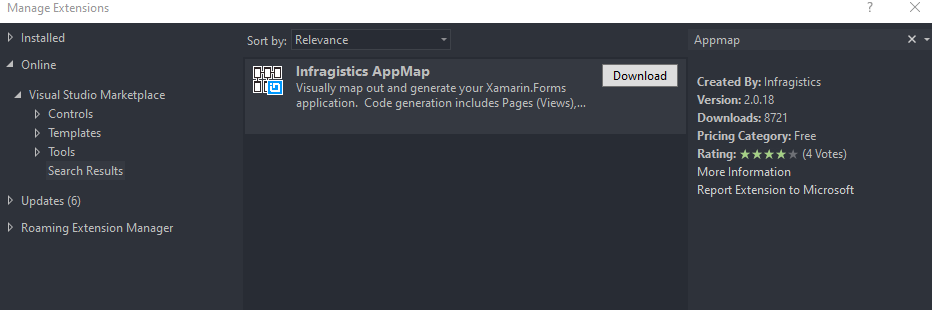 Manage Extensions
? ×
Installed
Online
Visual Studio Marketplace
Controls
Templates
Tools
Search Results
Updates (6)
Roaming Extension Manager
Sort by: Relevance
Infragistics AppMap
Download
Visually map out and generate your Xamarin.Forms
application.  Code generation includes Pages (Views),...
Appmap ×
Created By: Infragistics
Version: 2.0.18
Downloads: 8721
Pricing Category: Free
Rating: ★★★★★ (4 Votes)
More Information
Report Extension to Microsoft